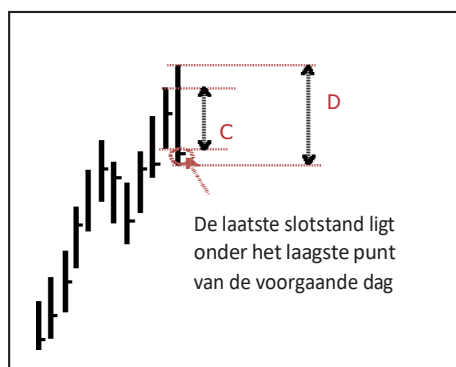 D
C
De laatste slotstand ligt
onder het laagste punt
van de voorgaande dag